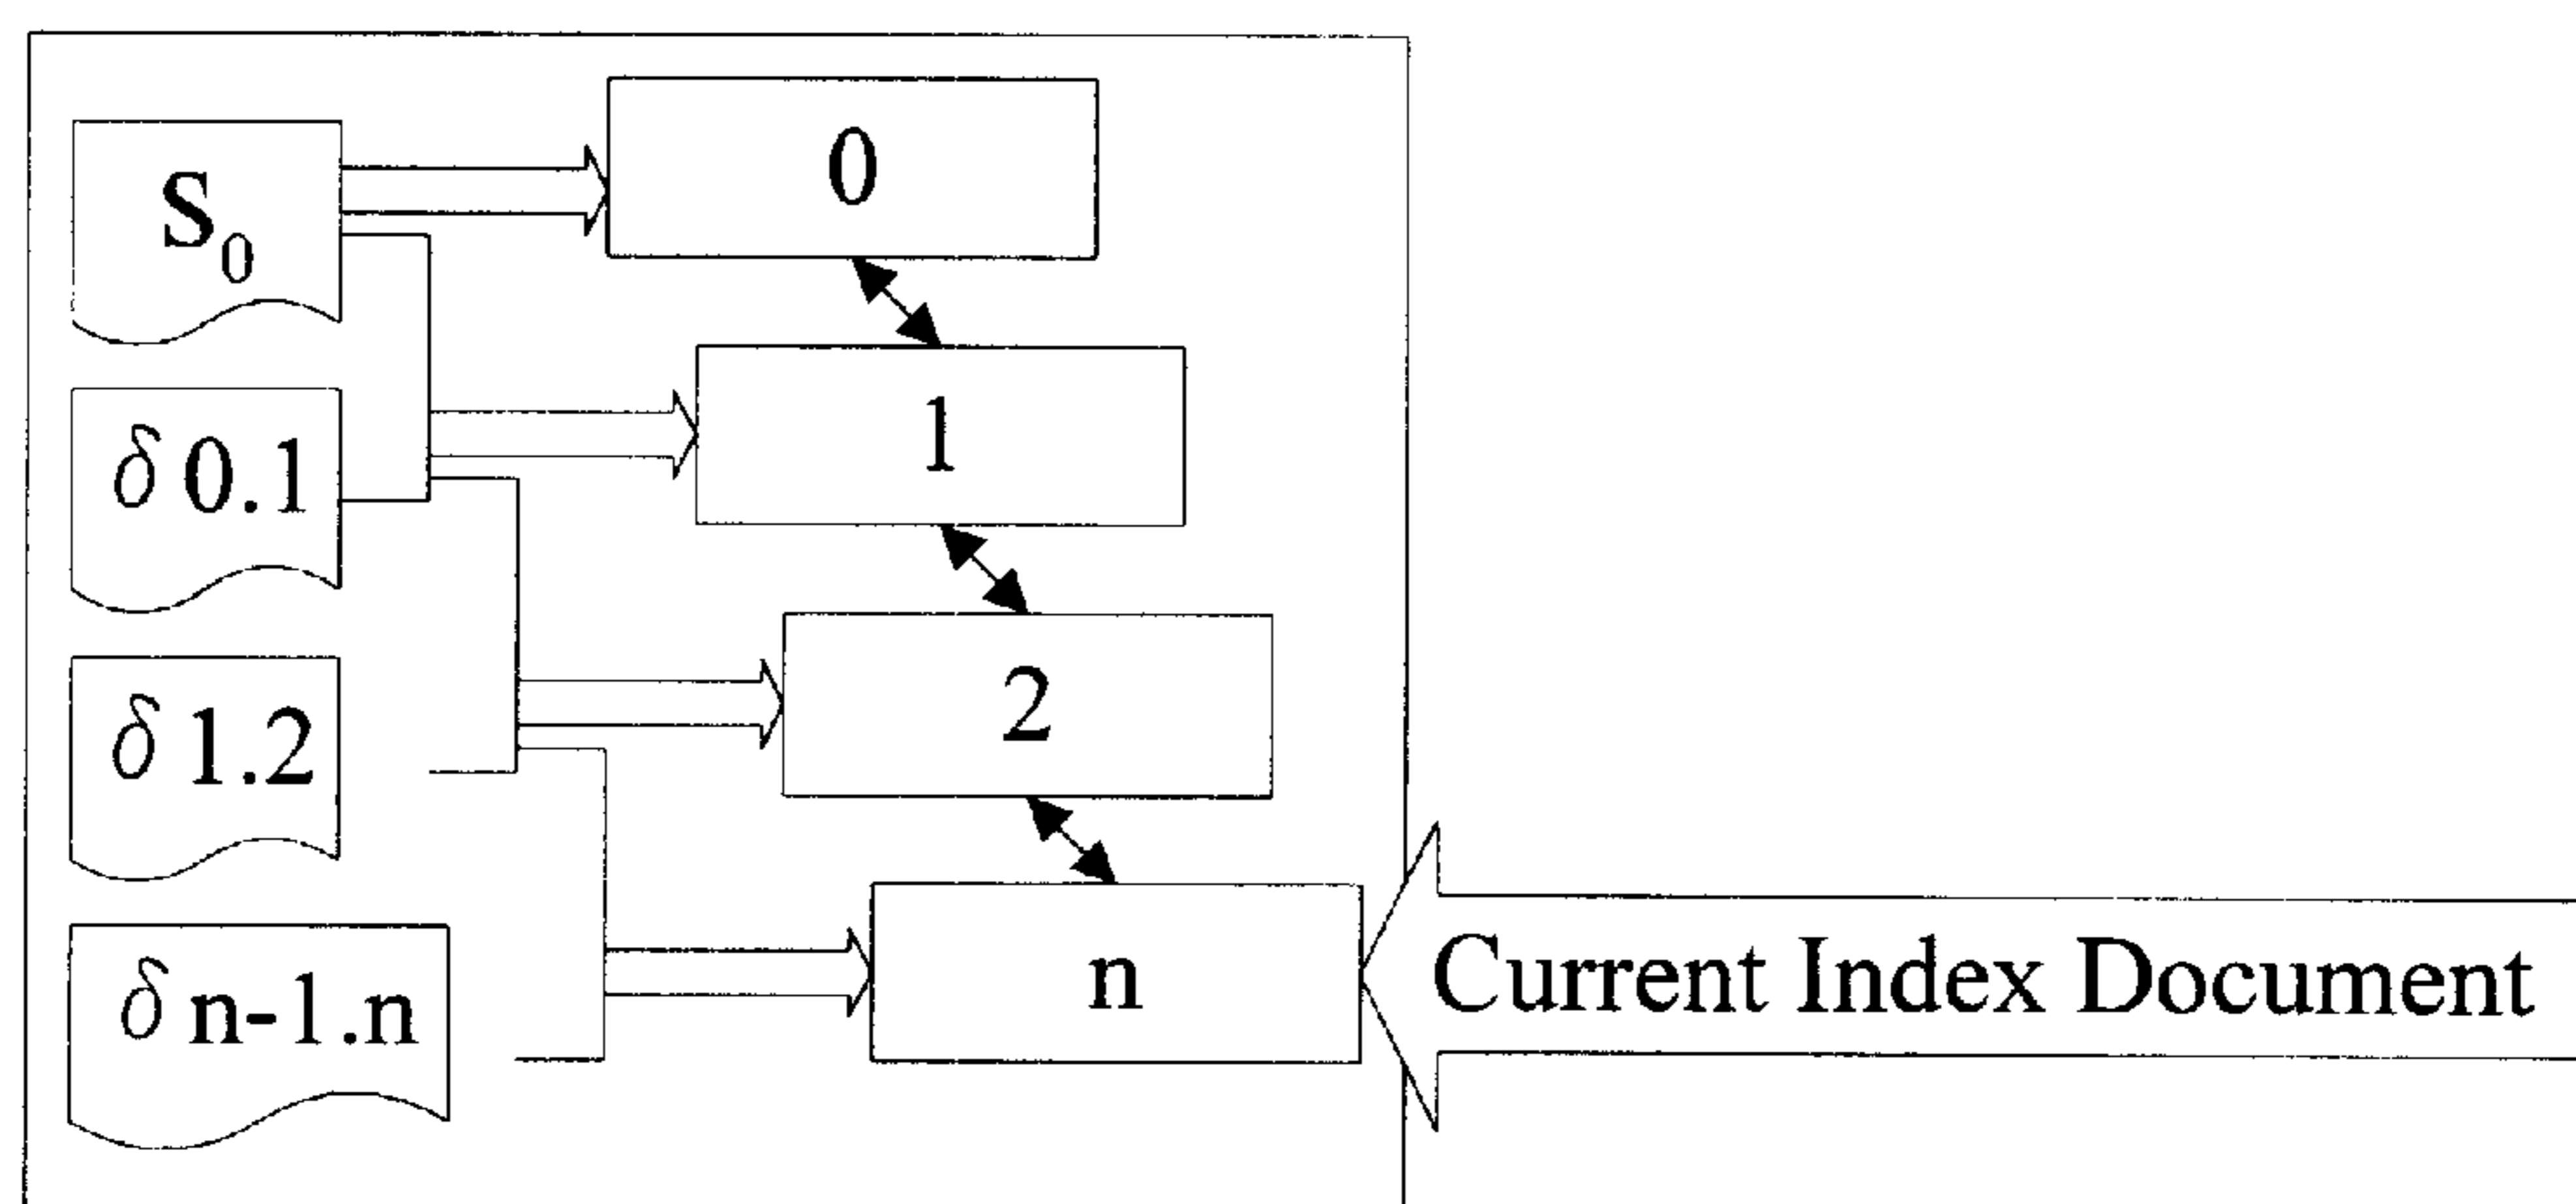 S₀
0
δ 0.1
1
δ 1.2
2
δ n-1.n
n
Current Index Document